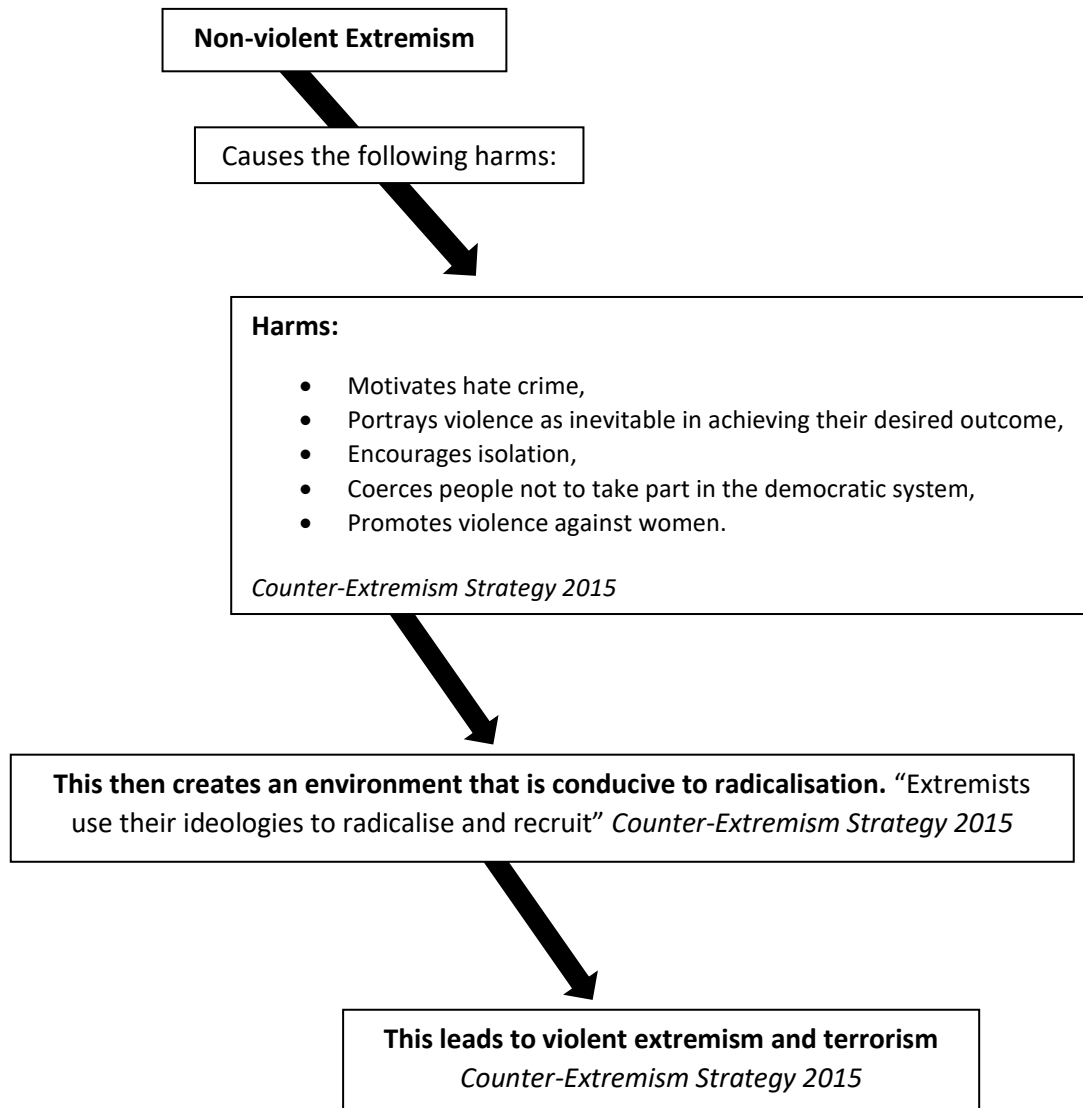 Non-violent Extremism
Causes the following harms:
Harms:
• Motivates hate crime,
• Portrays violence as inevitable in achieving their desired outcome,
• Encourages isolation,
• Coerces people not to take part in the democratic system,
• Promotes violence against women.
Counter-Extremism Strategy 2015
This then creates an environment that is conducive to radicalisation. “Extremists
use their ideologies to radicalise and recruit” Counter-Extremism Strategy 2015
This leads to violent extremism and terrorism
Counter-Extremism Strategy 2015